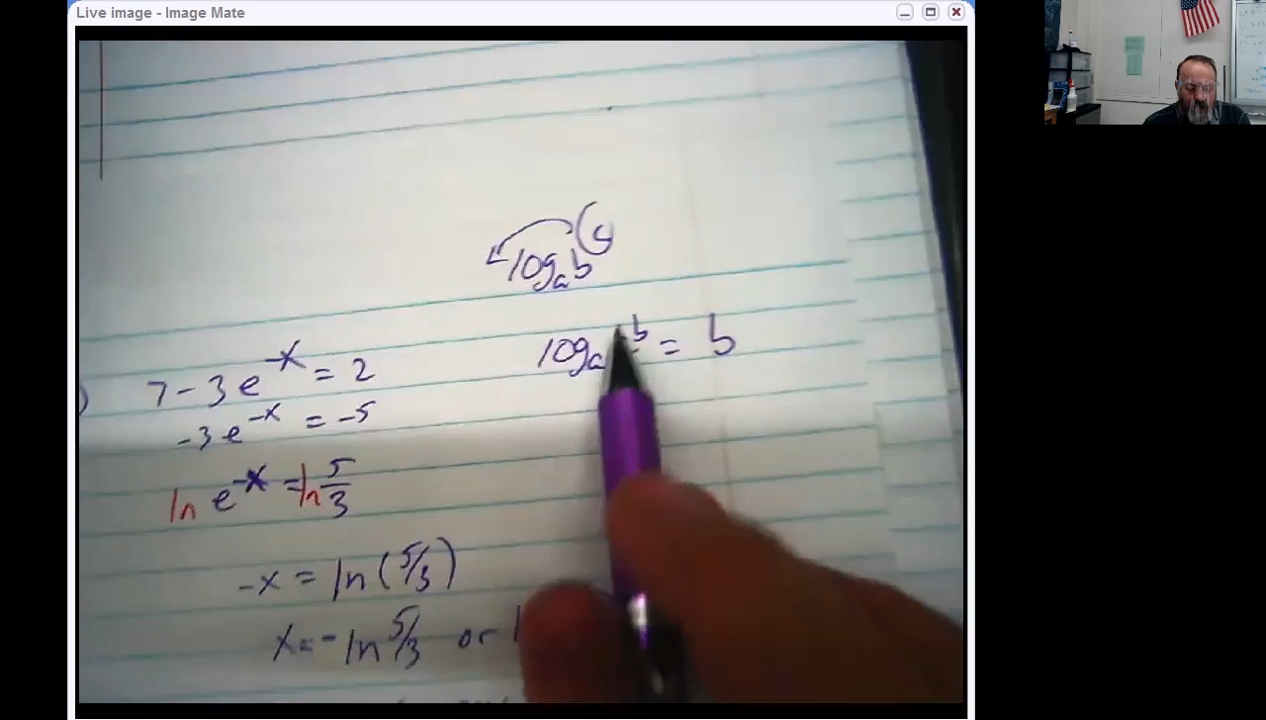 Live image - Image Mate
log_a b^c
7 - 3e^-x = 2
log_a ^b = b
-3e^-x = -5
ln e^-x = ln 5/3
-x = ln (5/3)
x = - ln 5/3 or